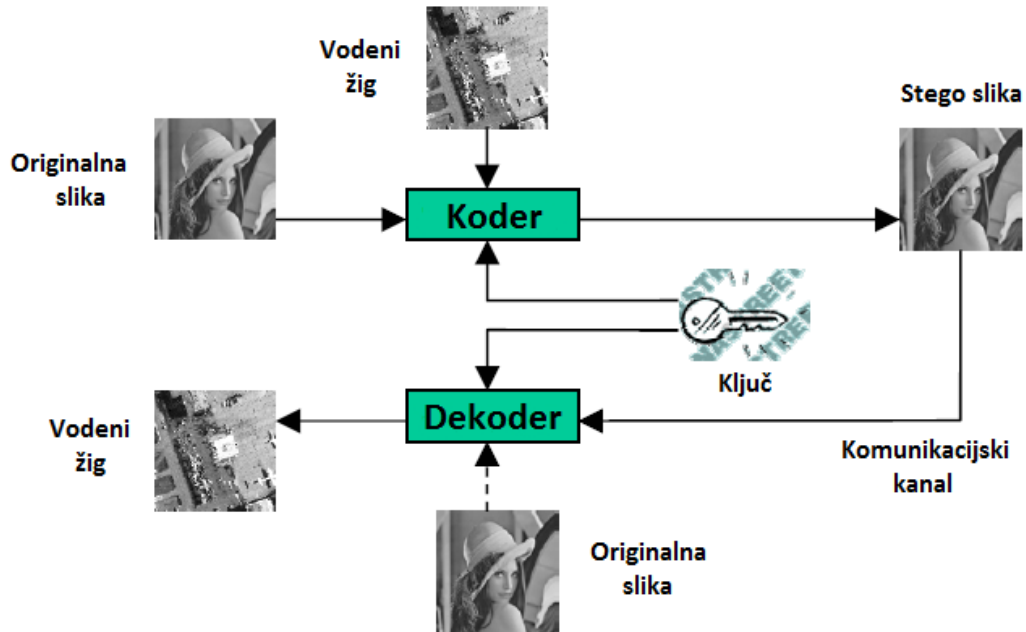 Vodeni
žig
Stego slika
Originalna
slika
Koder
Ključ
Dekoder
Vodeni
žig
Komunikacijski
kanal
Originalna
slika